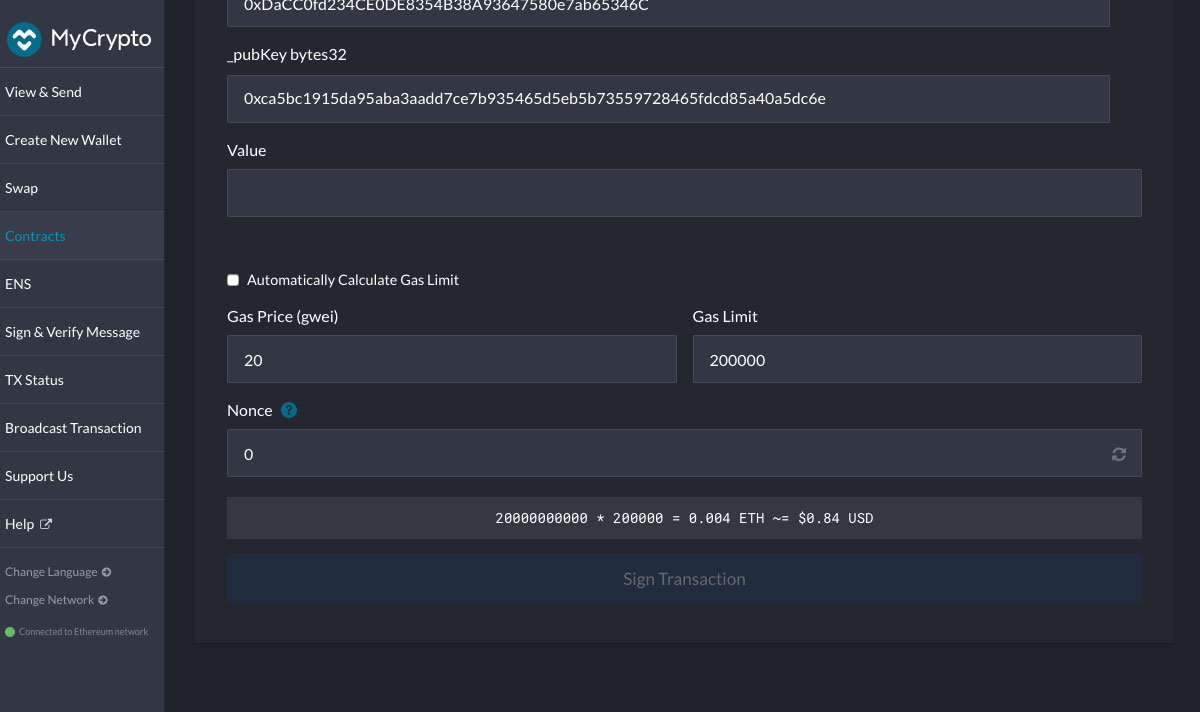 MyCrypto
View & Send
Create New Wallet
Swap
Contracts
ENS
Sign & Verify Message
TX Status
Broadcast Transaction
Support Us
Help
Change Language
Change Network
Connected to Ethereum network
0xDaCC0fd234CE0DE8354B38A93647580e7ab65346C
_pubKey bytes32
0xca5bc1915da95aba3aadd7ce7b935465d5eb5b73559728465fdcd85a40a5dc6e
Value
Automatically Calculate Gas Limit
Gas Price (gwei)
Gas Limit
20
200000
Nonce ?
0
20000000000 * 200000 = 0.004 ETH ~= $0.84 USD
Sign Transaction